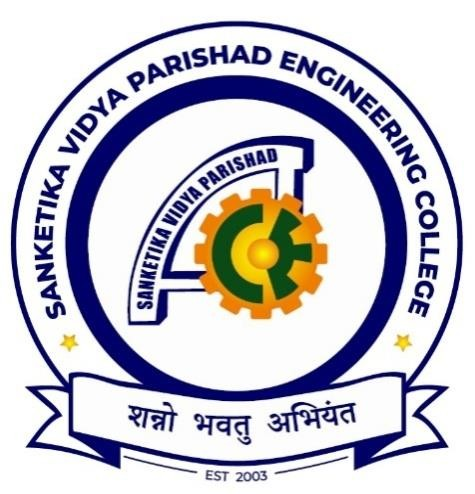 SANKETIKA VIDYA PARISHAD ENGINEERING COLLEGE
SANKETIKA VIDYA PARISHAD
शन्नो भवतु अभियंत
EST 2003